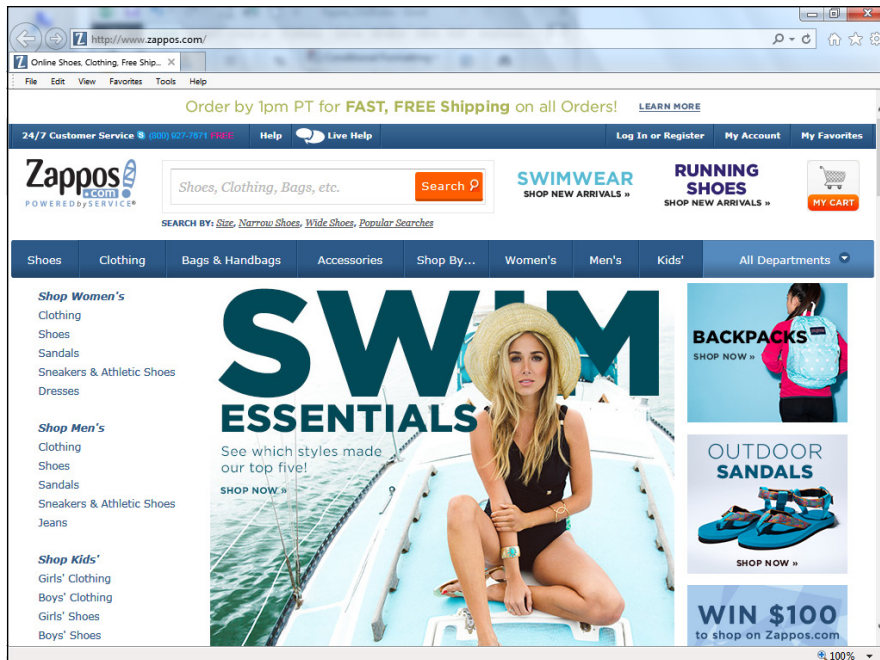 http://www.zappos.com/
Online Shoes, Clothing, Free Ship...
File Edit View Favorites Tools Help
Order by 1pm PT for FAST, FREE Shipping on all Orders! LEARN MORE
24/7 Customer Service (800) 927-7671 FREE Help Live Help Log In or Register My Account My Favorites
Zappos
.com
POWERED by SERVICE®
Shoes, Clothing, Bags, etc. Search
SWIMWEAR
SHOP NEW ARRIVALS »
RUNNING
SHOES
SHOP NEW ARRIVALS »
MY CART
SEARCH BY: Size, Narrow Shoes, Wide Shoes, Popular Searches
Shoes Clothing Bags & Handbags Accessories Shop By... Women's Men's Kids' All Departments
Shop Women's
Clothing
Shoes
Sandals
Sneakers & Athletic Shoes
Dresses
Shop Men's
Clothing
Shoes
Sandals
Sneakers & Athletic Shoes
Jeans
Shop Kids'
Girls' Clothing
Boys' Clothing
Girls' Shoes
Boys' Shoes
SWIM
ESSENTIALS
See which styles made
our top five!
SHOP NOW »
BACKPACKS
SHOP NOW »
OUTDOOR
SANDALS
SHOP NOW »
WIN $100
to shop on Zappos.com
100%